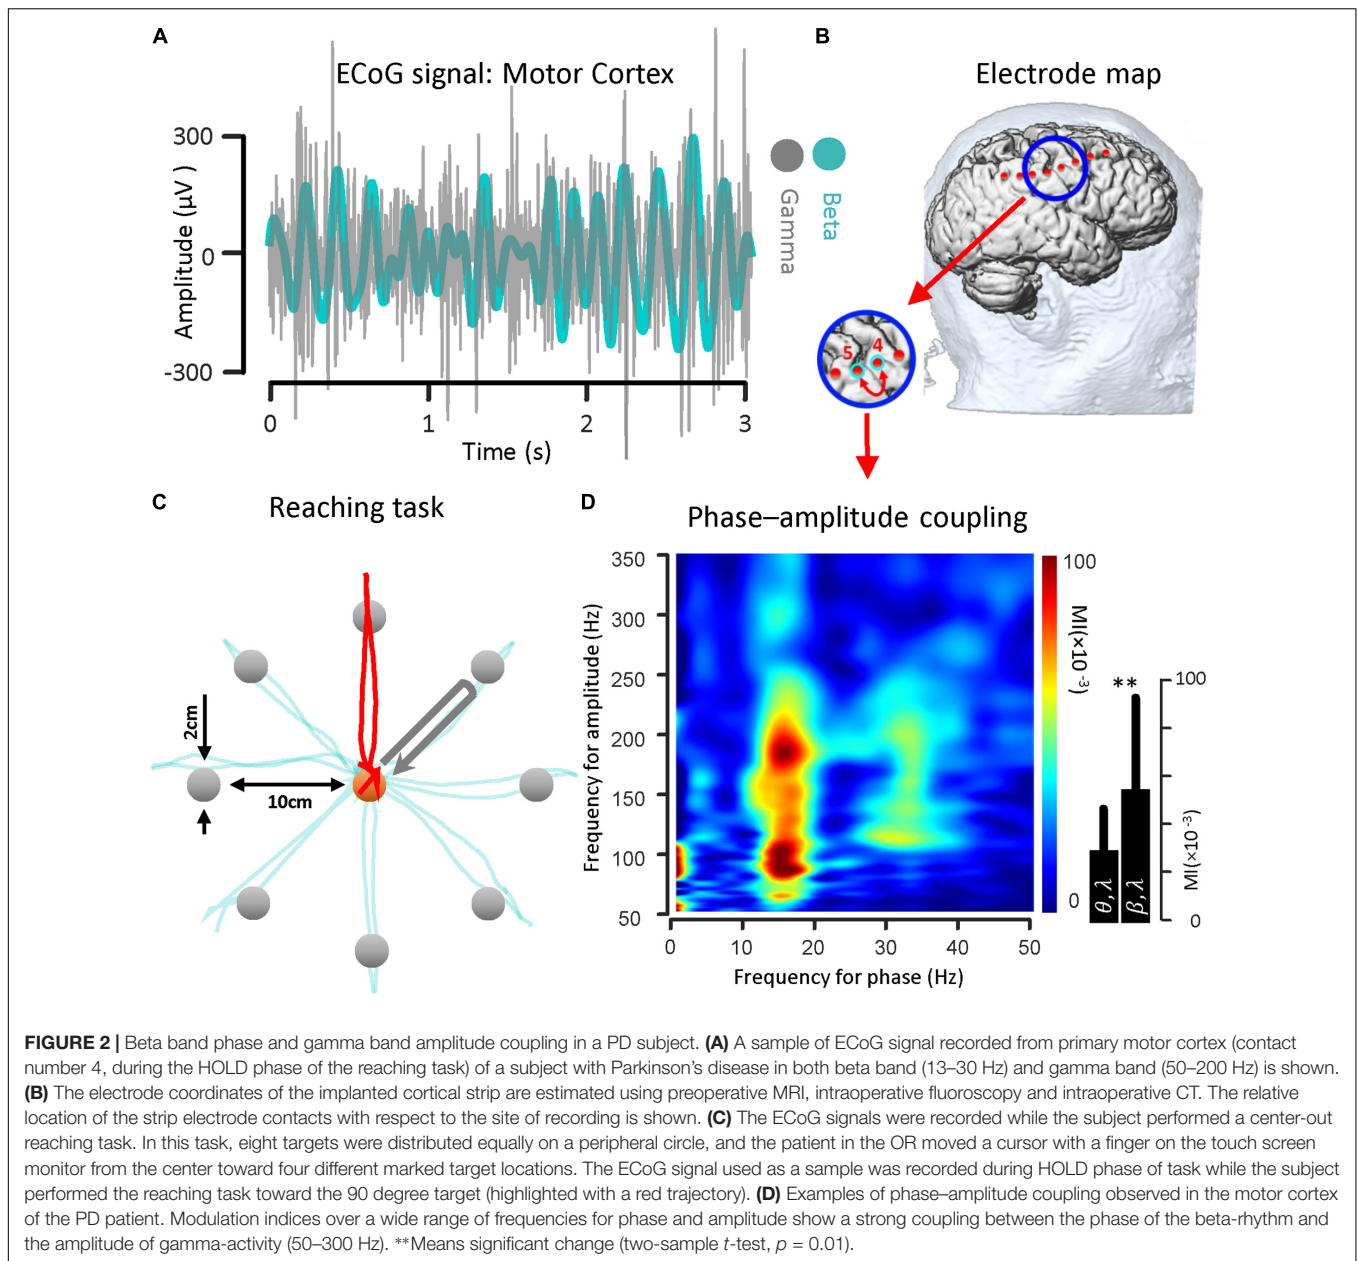 A
ECoG signal: Motor Cortex
Amplitude (µV )
300
0
-300
0 1 2 3
Time (s)
Gamma
Beta
B
Electrode map
5 4
C
Reaching task
2cm
10cm
D
Phase–amplitude coupling
Frequency for amplitude (Hz)
350
300
250
200
150
100
50
0 10 20 30 40 50
Frequency for phase (Hz)
100
MI(×10⁻³)
0
**
θ,λ
β,λ
100
MI(×10⁻³)
0
FIGURE 2 | Beta band phase and gamma band amplitude coupling in a PD subject. (A) A sample of ECoG signal recorded from primary motor cortex (contact
number 4, during the HOLD phase of the reaching task) of a subject with Parkinson's disease in both beta band (13–30 Hz) and gamma band (50–200 Hz) is shown.
(B) The electrode coordinates of the implanted cortical strip are estimated using preoperative MRI, intraoperative fluoroscopy and intraoperative CT. The relative
location of the strip electrode contacts with respect to the site of recording is shown. (C) The ECoG signals were recorded while the subject performed a center-out
reaching task. In this task, eight targets were distributed equally on a peripheral circle, and the patient in the OR moved a cursor with a finger on the touch screen
monitor from the center toward four different marked target locations. The ECoG signal used as a sample was recorded during HOLD phase of task while the subject
performed the reaching task toward the 90 degree target (highlighted with a red trajectory). (D) Examples of phase–amplitude coupling observed in the motor cortex
of the PD patient. Modulation indices over a wide range of frequencies for phase and amplitude show a strong coupling between the phase of the beta-rhythm and
the amplitude of gamma-activity (50–300 Hz). **Means significant change (two-sample t-test, p = 0.01).